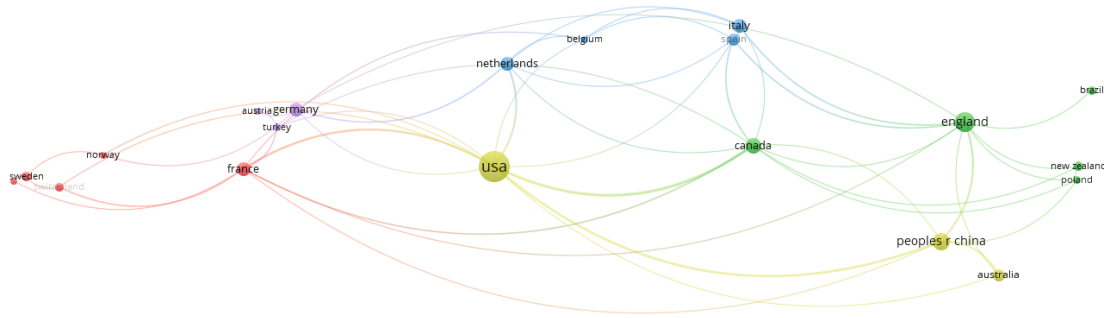 italy
spain
belgium
netherlands
brazil
austria
germany
england
turkey
canada
norway
usa
france
new zealand
sweden
switzerland
poland
peoples r china
australia